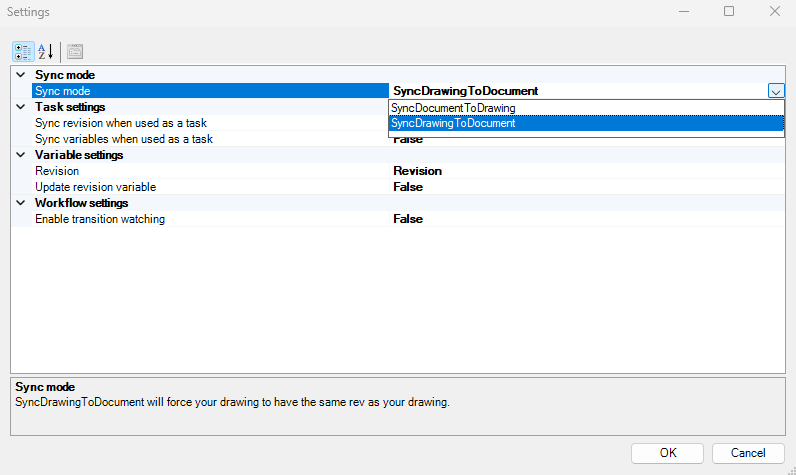 Settings
A
Z
Sync mode
Sync mode SyncDrawingToDocument
Task settings
SyncDocumentToDrawing
Sync revision when used as a task
SyncDrawingToDocument
Sync variables when used as a task False
Variable settings
Revision Revision
Update revision variable False
Workflow settings
Enable transition watching False
Sync mode
SyncDrawingToDocument will force your drawing to have the same rev as your drawing.
OK Cancel